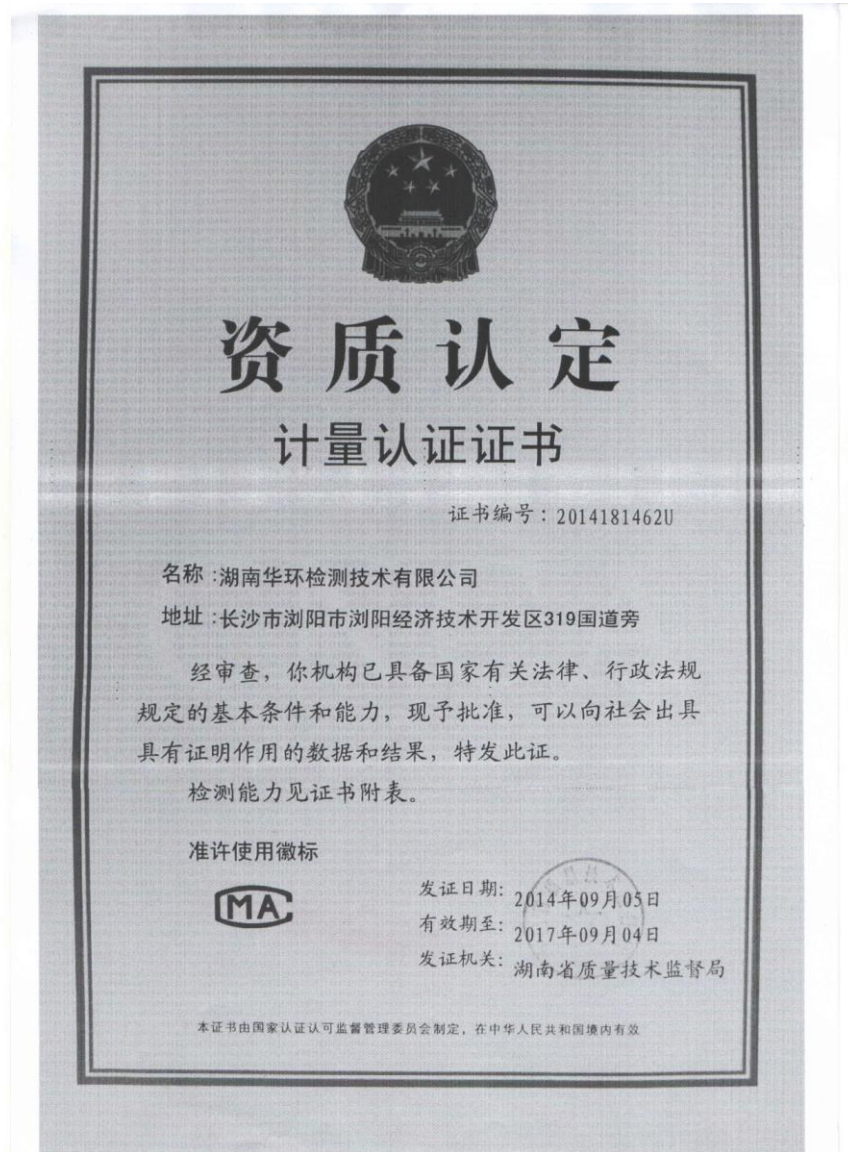 资质认定
计量认证证书
证书编号：2014181462U
名称：湖南华环检测技术有限公司
地址：长沙市浏阳市浏阳经济技术开发区319国道旁
经审查，你机构已具备国家有关法律、行政法规
规定的基本条件和能力，现予批准，可以向社会出具
具有证明作用的数据和结果，特发此证。
检测能力见证书附表。
准许使用徽标
MA
发证日期：2014年09月05日
有效期至：2017年09月04日
发证机关：湖南省质量技术监督局
本证书由国家认证认可监督管理委员会制定，在中华人民共和国境内有效